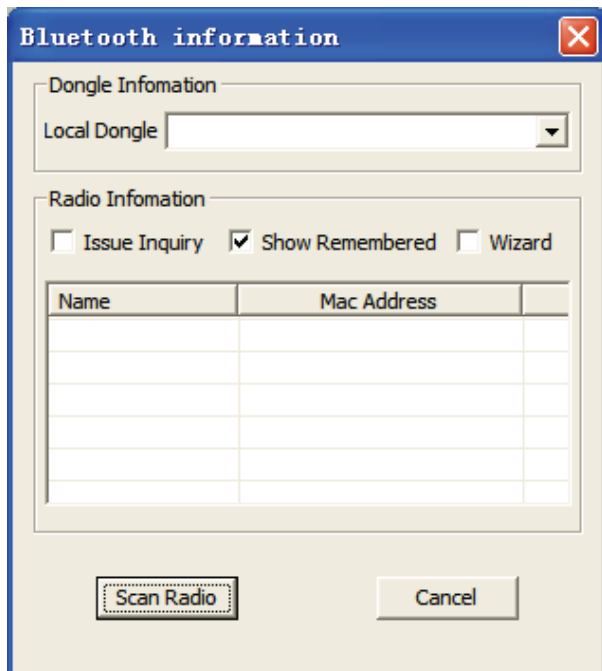 Bluetooth information
Dongle Infomation
Local Dongle
Radio Infomation
Issue Inquiry Show Remembered Wizard
Name Mac Address
Scan Radio Cancel